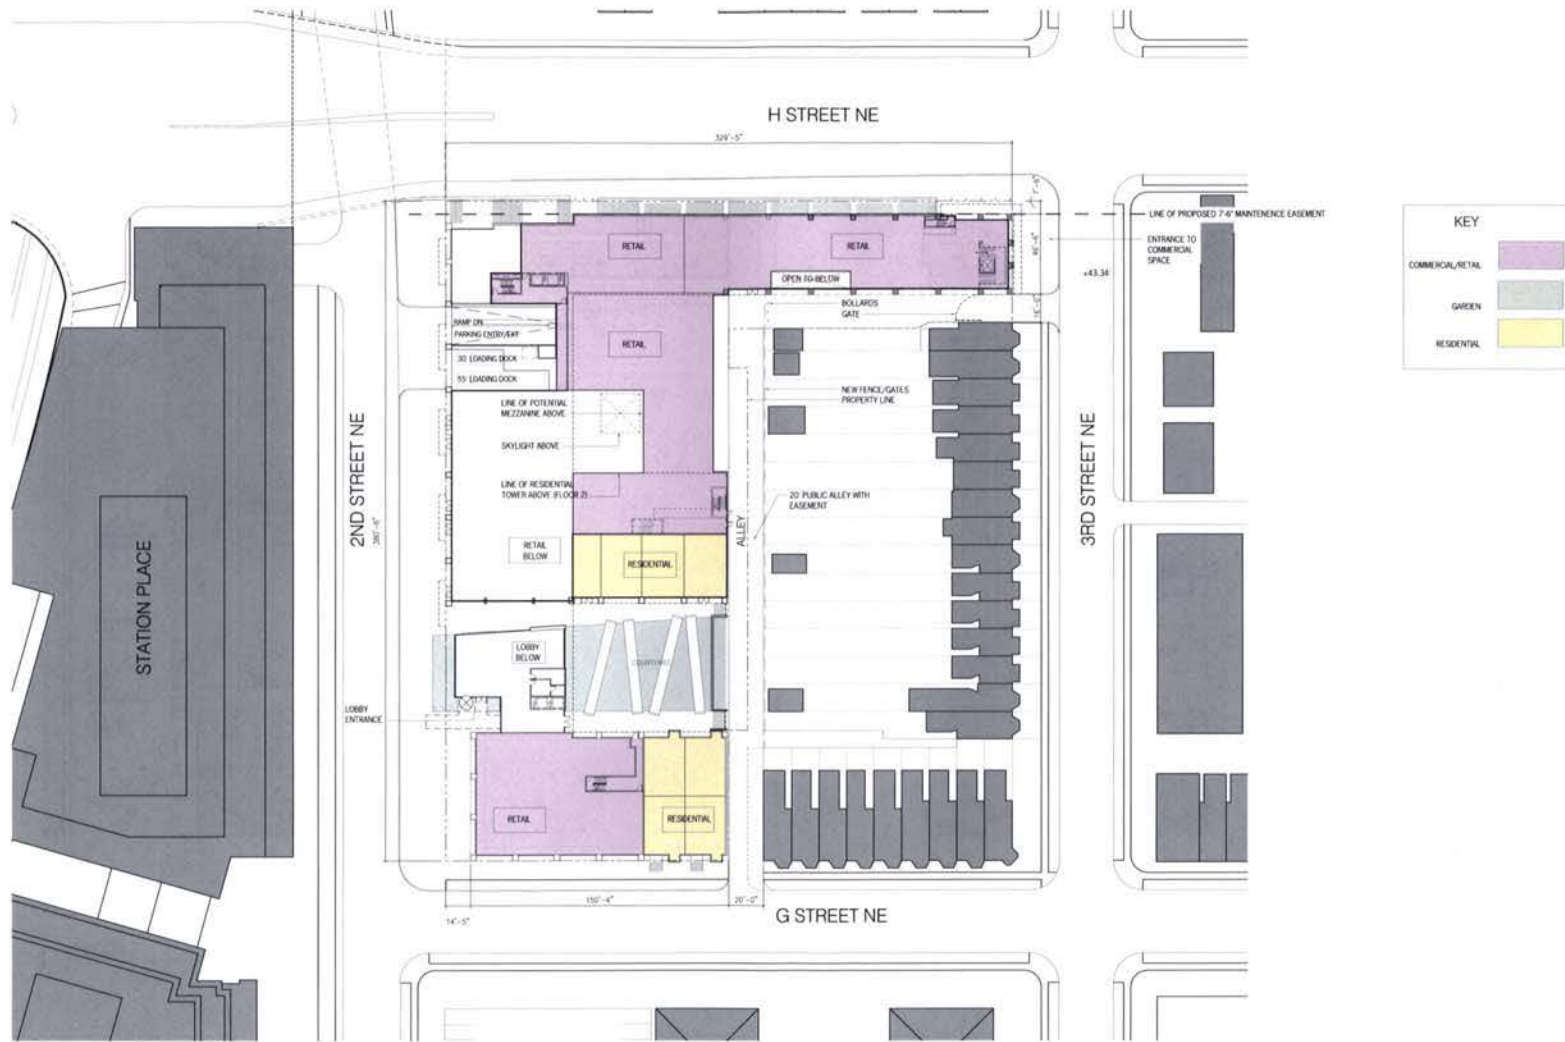 H STREET NE
329'-5"
7'-6"
LINE OF PROPOSED 7'-6" MAINTENENCE EASEMENT
KEY
ENTRANCE TO
COMMERCIAL
SPACE
COMMERCIAL/RETAIL
RETAIL
RETAIL
+43.34'
OPEN TO BELOW
BOLLARDS
GATE
GARDEN
RAMP DN
PARKING ENTRY/EXIT
RETAIL
RESIDENTIAL
30' LOADING DOCK
55' LOADING DOCK
NEW FENCE/GATES
PROPERTY LINE
LINE OF POTENTIAL
MEZZANINE ABOVE
SKYLIGHT ABOVE
2ND STREET NE
3RD STREET NE
LINE OF RESIDENTIAL
TOWER ABOVE (FLOOR 2)
20' PUBLIC ALLEY WITH
EASEMENT
ALLEY
RETAIL
BELOW
RESIDENTIAL
STATION PLACE
LOBBY
BELOW
COURTYARD
LOBBY
ENTRANCE
RETAIL
RESIDENTIAL
150'-4"
20'-0"
14'-5"
G STREET NE